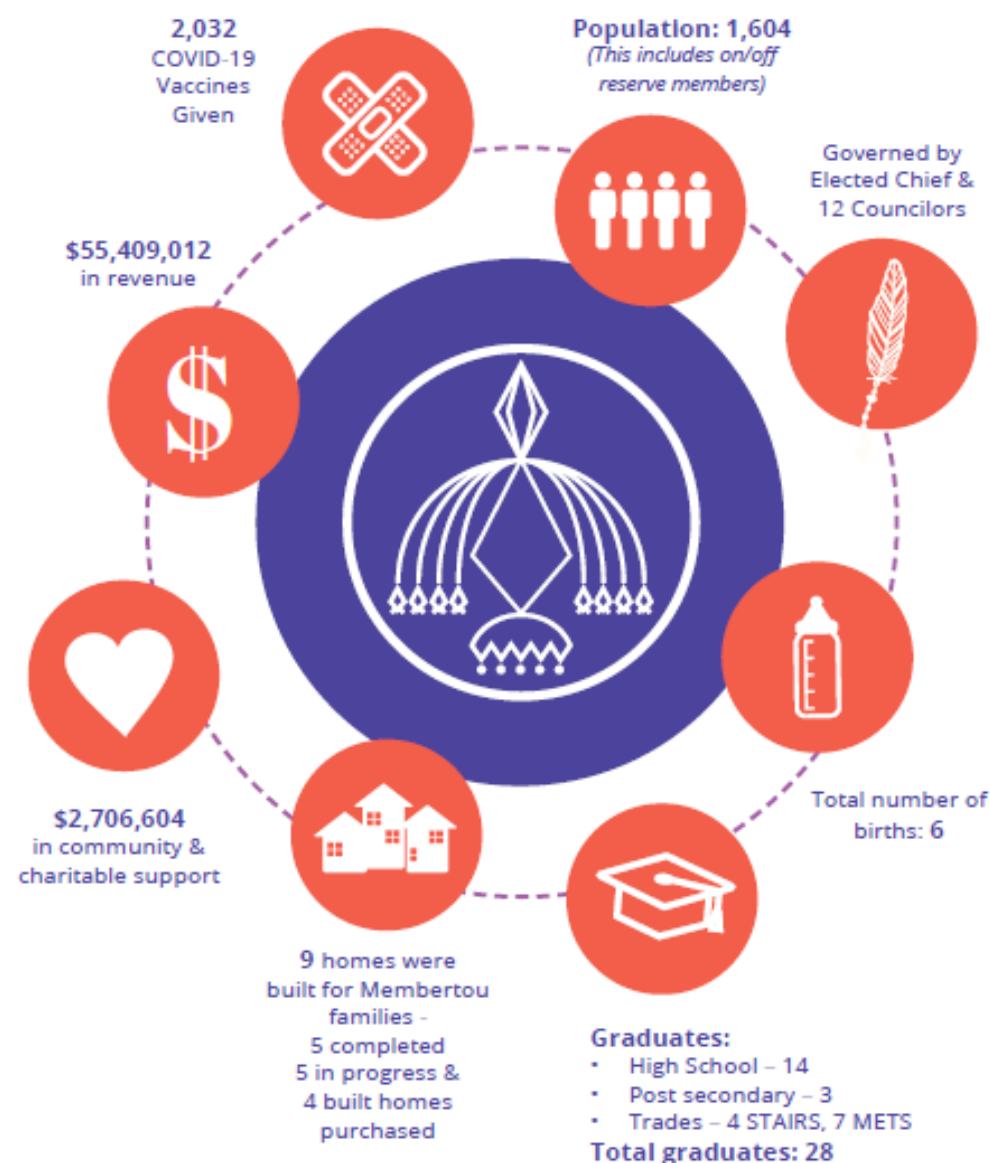 2,032
COVID-19
Vaccines
Given
Population: 1,604
(This includes on/off
reserve members)
Governed by
Elected Chief &
12 Councilors
$55,409,012
in revenue
$
Total number of
births: 6
$2,706,604
in community &
charitable support
9 homes were
built for Membertou
families -
5 completed
5 in progress &
4 built homes
purchased
Graduates:
• High School – 14
• Post secondary – 3
• Trades – 4 STAIRS, 7 METS
Total graduates: 28